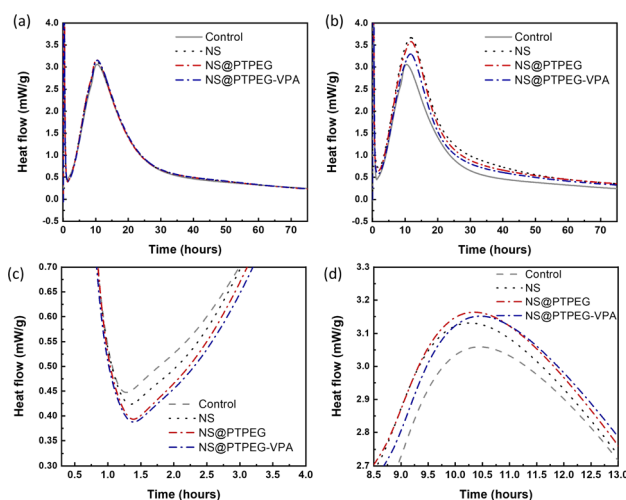 (a)
Control
NS
NS@PTPEG
NS@PTPEG-VPA
Heat flow (mW/g)
4.0
3.5
3.0
2.5
2.0
1.5
1.0
0.5
0.0
-0.5
0 10 20 30 40 50 60 70
Time (hours)
(b)
Control
NS
NS@PTPEG
NS@PTPEG-VPA
Heat flow (mW/g)
4.0
3.5
3.0
2.5
2.0
1.5
1.0
0.5
0.0
-0.5
0 10 20 30 40 50 60 70
Time (hours)
(c)
Heat flow (mW/g)
0.70
0.60
0.50
0.40
0.30
Control
NS
NS@PTPEG
NS@PTPEG-VPA
0.5 1.0 1.5 2.0 2.5 3.0 3.5 4.0
Time (hours)
(d)
Control
NS
NS@PTPEG
NS@PTPEG-VPA
Heat flow (mW/g)
3.3
3.2
3.1
3.0
2.9
2.8
2.7
8.5 9.0 9.5 10.0 10.5 11.0 11.5 12.0 12.5 13.0
Time (hours)